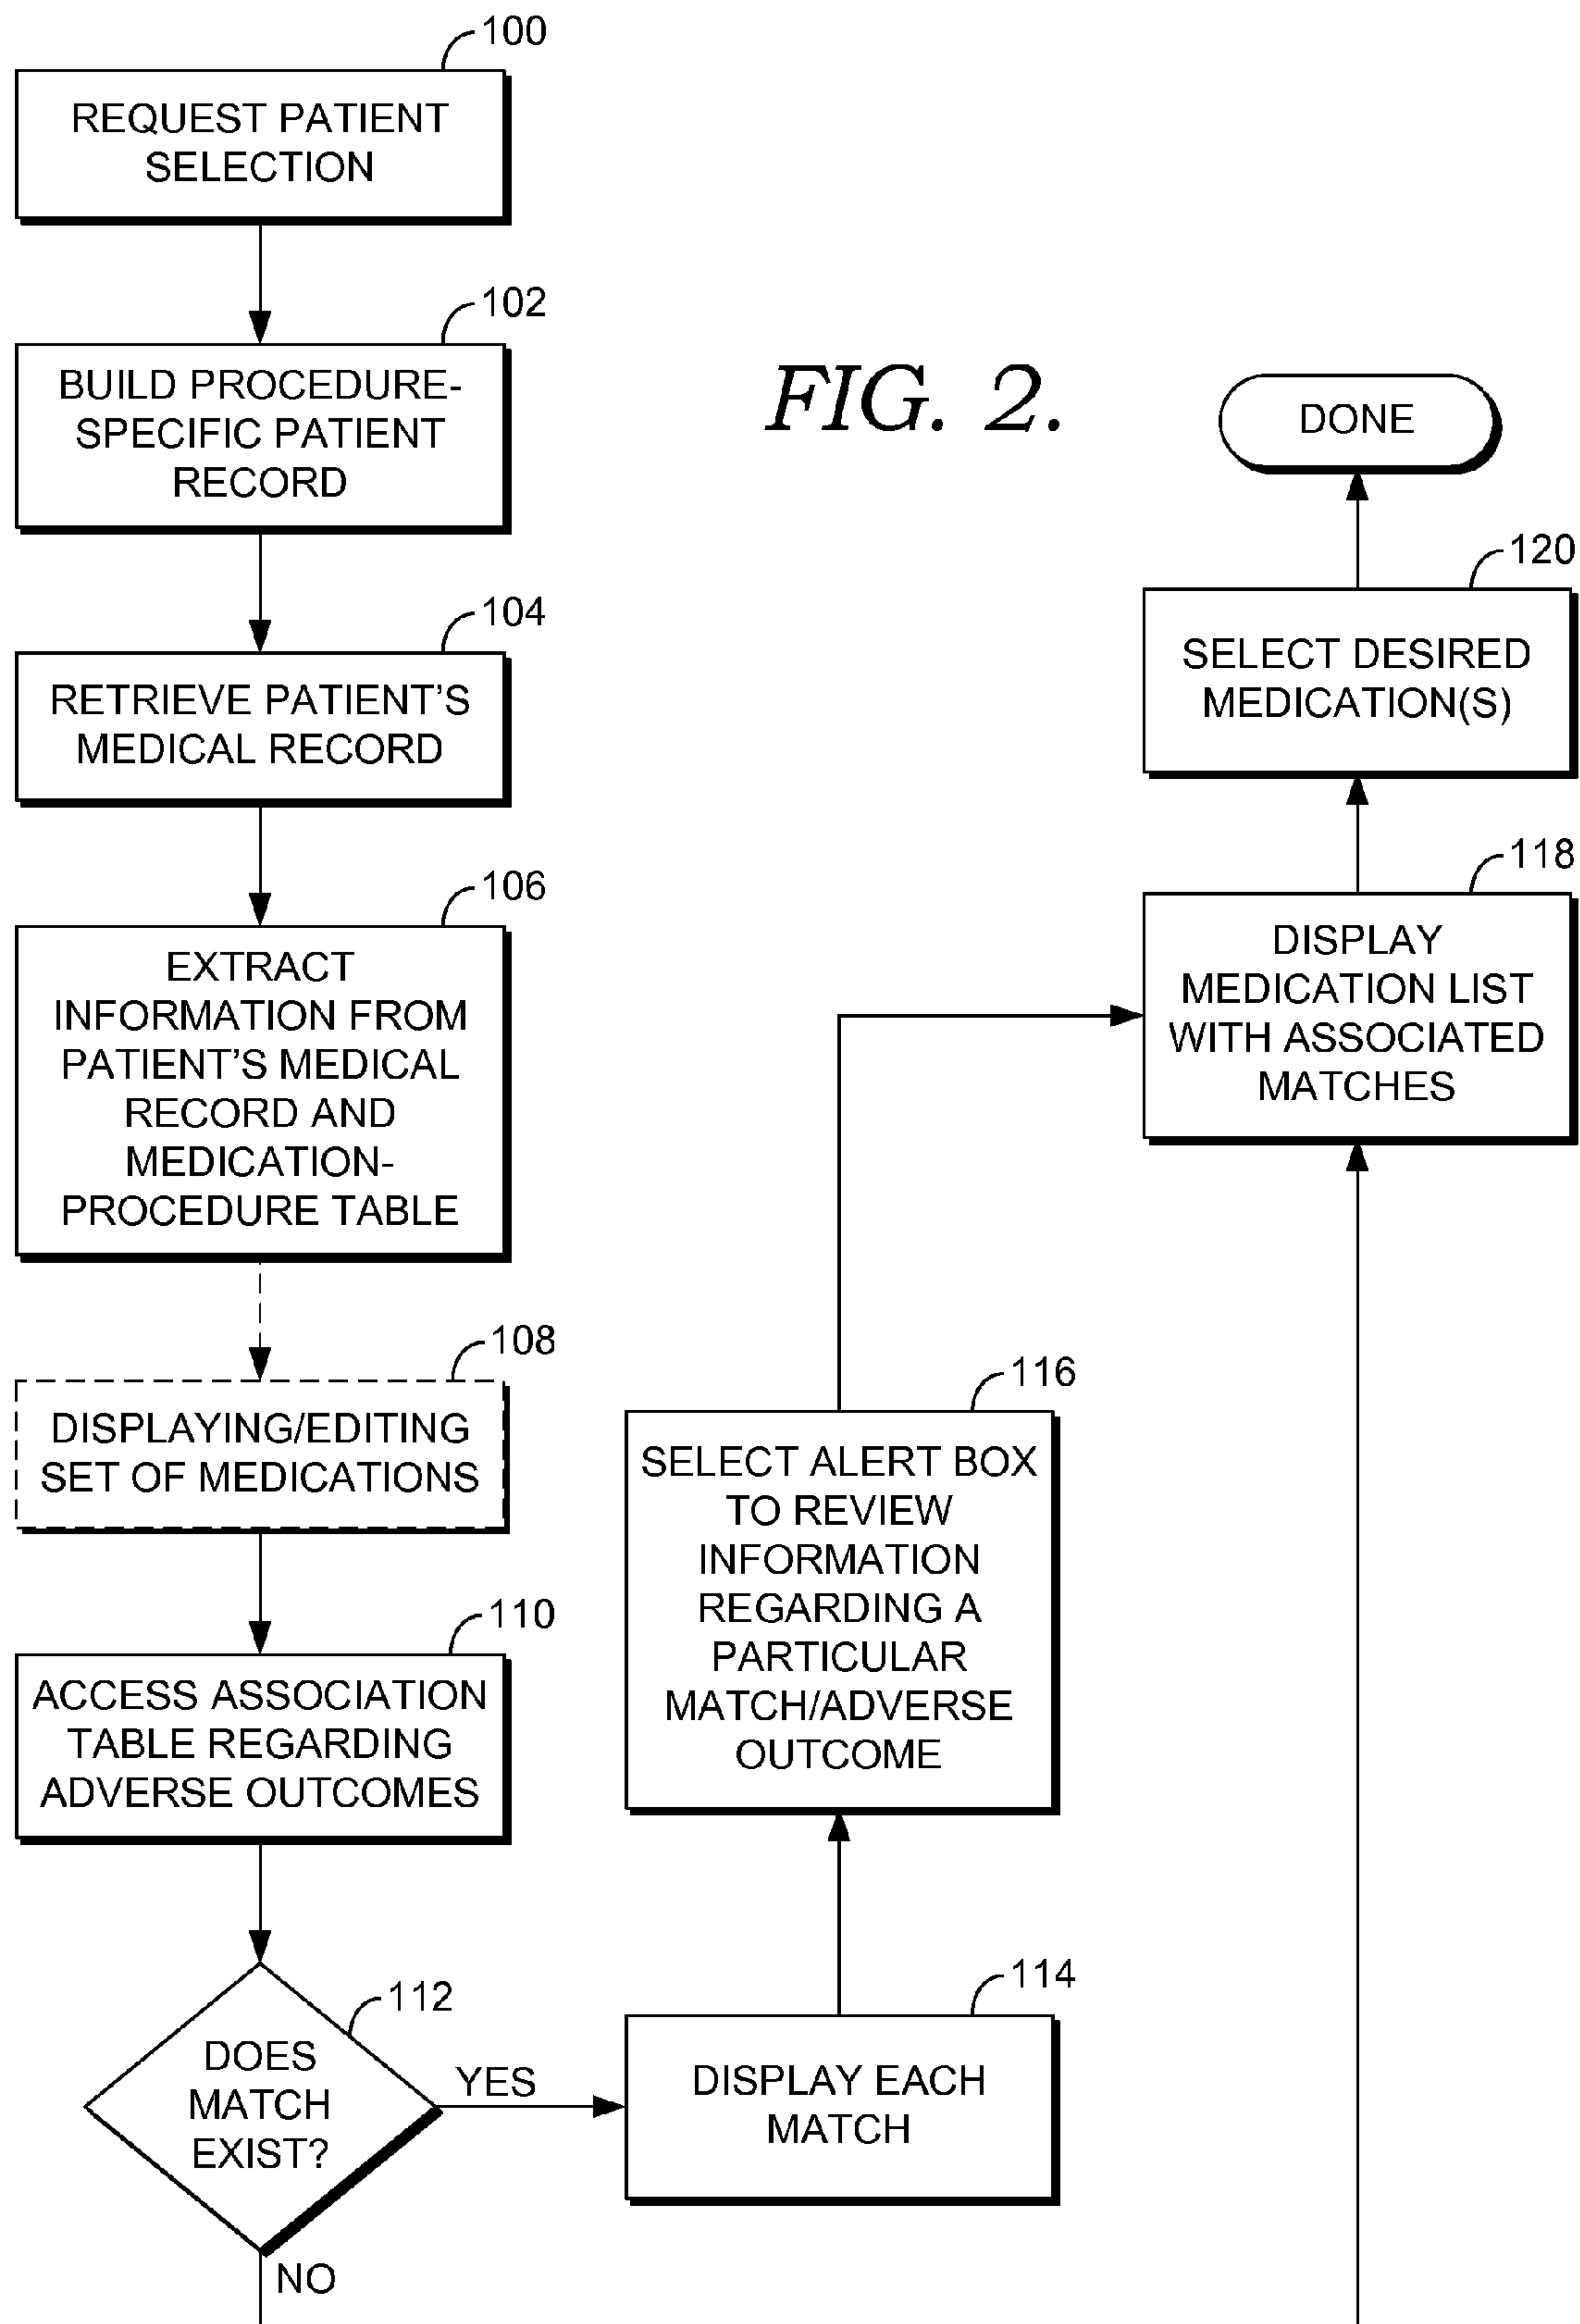 100
REQUEST PATIENT
SELECTION
102
BUILD PROCEDURE-
SPECIFIC PATIENT
RECORD
104
RETRIEVE PATIENT'S
MEDICAL RECORD
106
EXTRACT
INFORMATION FROM
PATIENT'S MEDICAL
RECORD AND
MEDICATION-
PROCEDURE TABLE
108
DISPLAYING/EDITING
SET OF MEDICATIONS
110
ACCESS ASSOCIATION
TABLE REGARDING
ADVERSE OUTCOMES
112
DOES
MATCH
EXIST?
YES
NO
114
DISPLAY EACH
MATCH
116
SELECT ALERT BOX
TO REVIEW
INFORMATION
REGARDING A
PARTICULAR
MATCH/ADVERSE
OUTCOME
118
DISPLAY
MEDICATION LIST
WITH ASSOCIATED
MATCHES
120
SELECT DESIRED
MEDICATION(S)
DONE
FIG. 2.